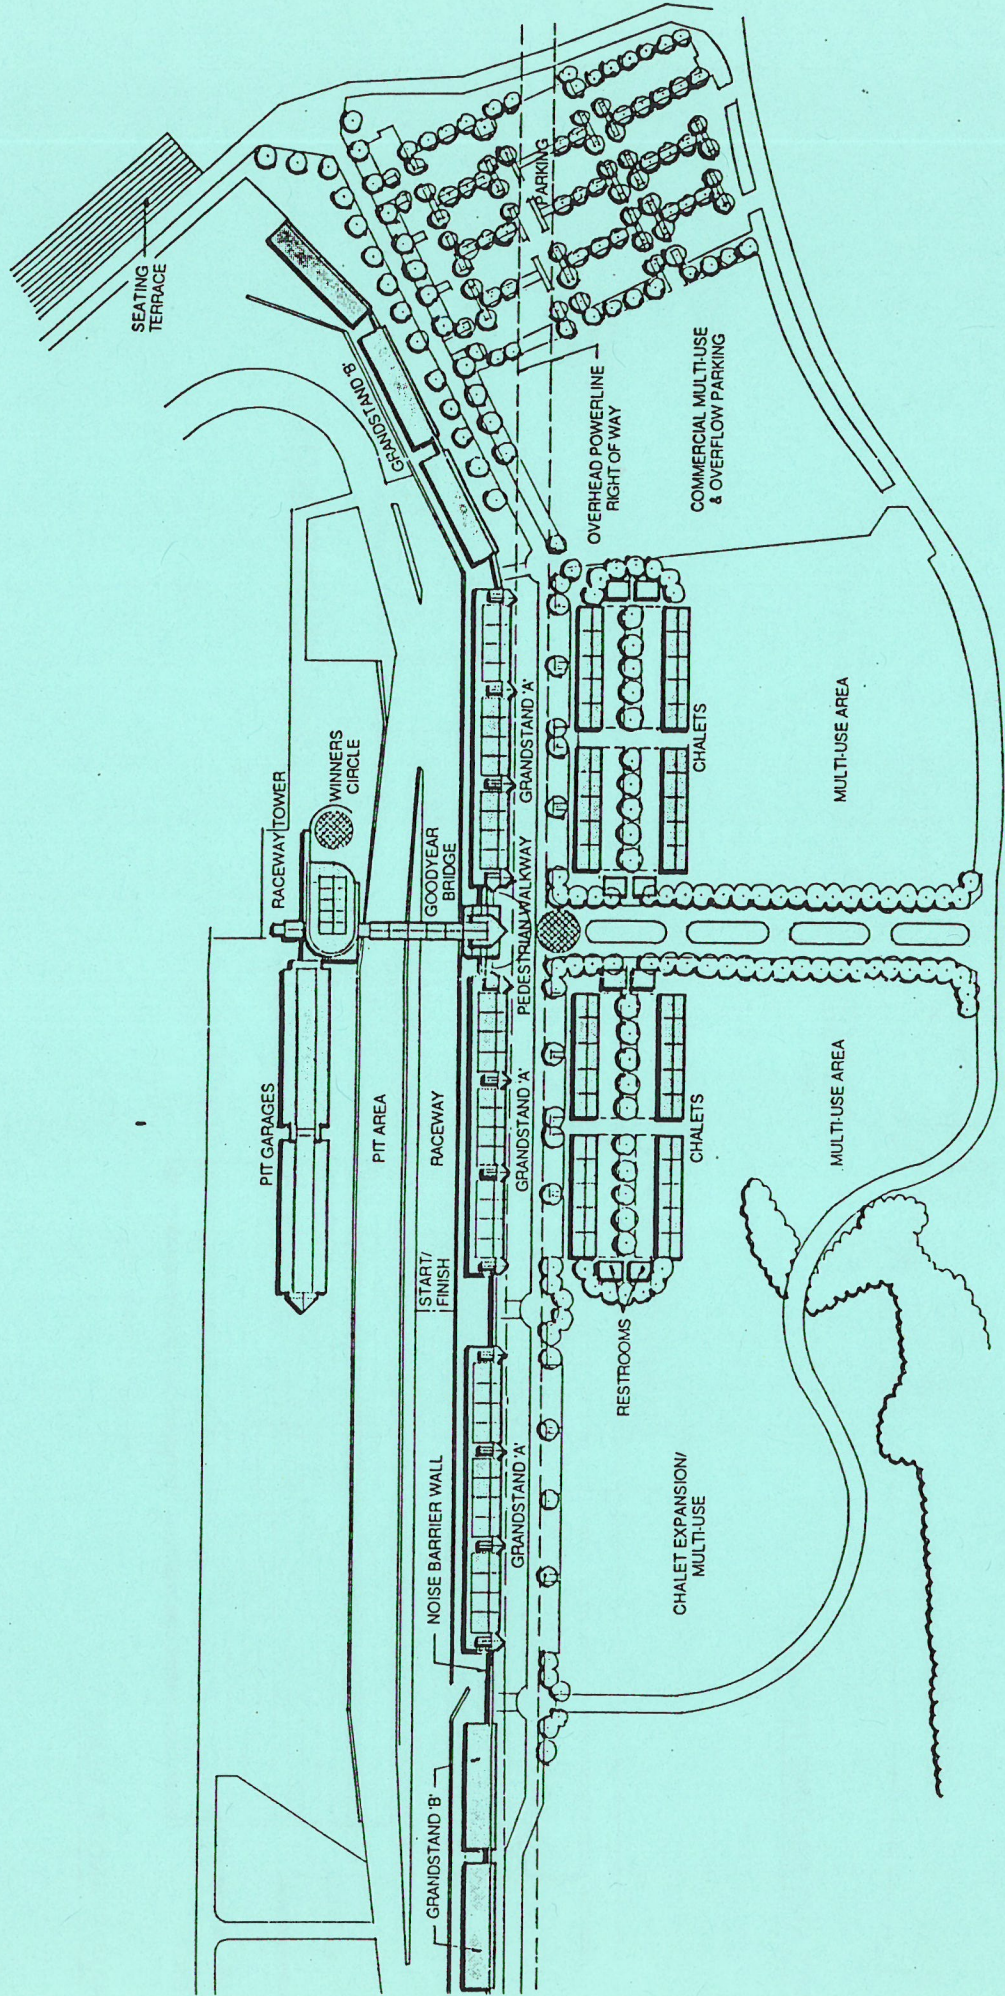 SEATING
TERRACE
GRANDSTAND 'B'
PARKING
OVERHEAD POWERLINE
RIGHT OF WAY
COMMERCIAL MULTI-USE
& OVERFLOW PARKING
RACEWAY TOWER
WINNERS
CIRCLE
GOODYEAR
BRIDGE
GRANDSTAND 'A'
PEDESTRIAN WALKWAY
CHALETS
MULTI-USE AREA
PIT GARAGES
PIT AREA
RACEWAY
START/
FINISH
GRANDSTAND 'A'
CHALETS
MULTI-USE AREA
RESTROOMS
NOISE BARRIER WALL
GRANDSTAND 'A'
CHALET EXPANSION/
MULTI-USE
GRANDSTAND 'B'